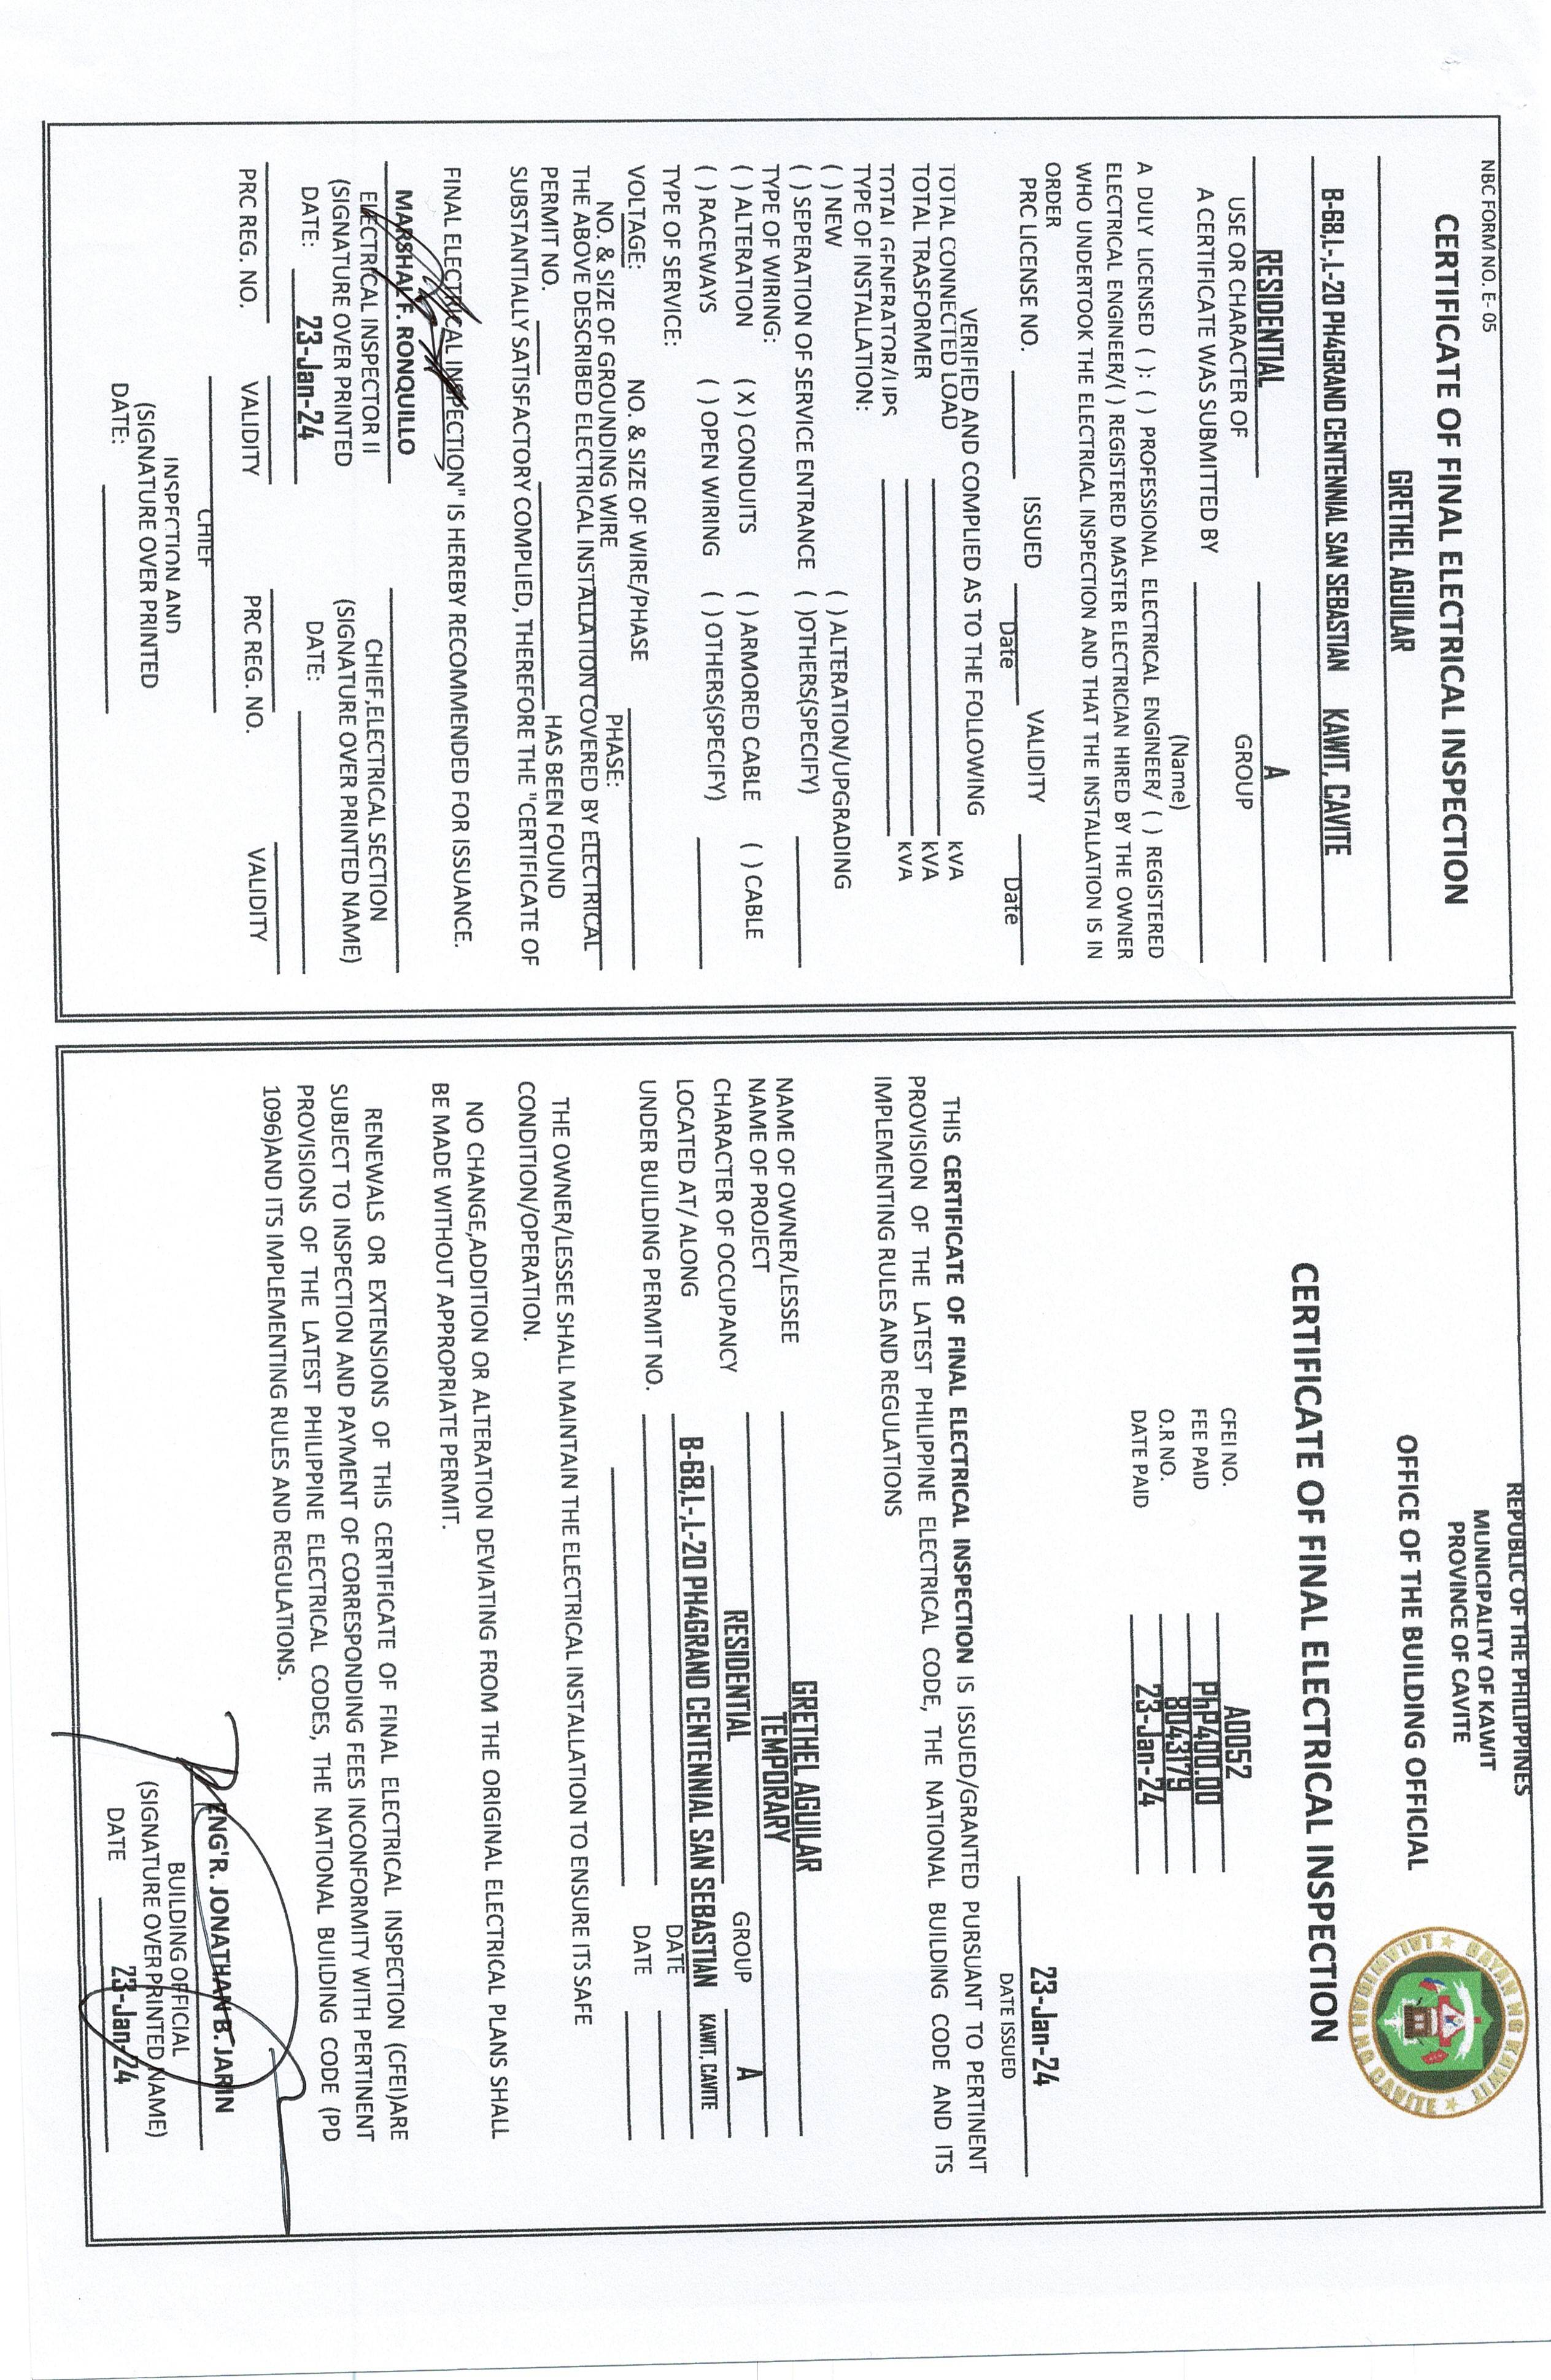 NBC FORM NO. E- 05
CERTIFICATE OF FINAL ELECTRICAL INSPECTION
GRETHEL AGUILAR
B-68,L-,L-20 PH4GRAND CENTENNIAL SAN SEBASTIAN KAWIT, CAVITE
RESIDENTIAL A
USE OR CHARACTER OF GROUP
A CERTIFICATE WAS SUBMITTED BY
(Name)
A DULY LICENSED ( ): ( ) PROFESSIONAL ELECTRICAL ENGINEER/ ( ) REGISTERED
ELECTRICAL ENGINEER/( ) REGISTERED MASTER ELECTRICIAN HIRED BY THE OWNER
WHO UNDERTOOK THE ELECTRICAL INSPECTION AND THAT THE INSTALLATION IS IN
ORDER
PRC LICENSE NO. ISSUED VALIDITY
Date Date
VERIFIED AND COMPLIED AS TO THE FOLLOWING
TOTAL CONNECTED LOAD kVA
TOTAL TRASFORMER kVA
TOTAL GENERATOR/UPS kVA
TYPE OF INSTALLATION:
( ) NEW ( ) ALTERATION/UPGRADING
( ) SEPERATION OF SERVICE ENTRANCE ( )OTHERS(SPECIFY)
TYPE OF WIRING:
( ) ALTERATION (X) CONDUITS ( ) ARMORED CABLE ( ) CABLE
( ) RACEWAYS ( ) OPEN WIRING ( ) OTHERS(SPECIFY)
TYPE OF SERVICE:
VOLTAGE: NO. & SIZE OF WIRE/PHASE PHASE:
NO. & SIZE OF GROUNDING WIRE
THE ABOVE DESCRIBED ELECTRICAL INSTALLATION COVERED BY ELECTRICAL
PERMIT NO. HAS BEEN FOUND
SUBSTANTIALLY SATISFACTORY COMPLIED, THEREFORE THE "CERTIFICATE OF
FINAL ELECTRICAL INSPECTION" IS HEREBY RECOMMENDED FOR ISSUANCE.
MARSHAL F. RONQUILLO
ELECTRICAL INSPECTOR II CHIEF,ELECTRICAL SECTION
(SIGNATURE OVER PRINTED (SIGNATURE OVER PRINTED NAME)
DATE: 23-Jan-24 DATE:
PRC REG. NO. VALIDITY PRC REG. NO. VALIDITY
CHIEF
INSPECTION AND
(SIGNATURE OVER PRINTED
DATE:
REPUBLIC OF THE PHILIPPINES
MUNICIPALITY OF KAWIT
PROVINCE OF CAVITE
OFFICE OF THE BUILDING OFFICIAL
BAYAN NG KAWIT
LALAWIGAN NG CAVITE
CERTIFICATE OF FINAL ELECTRICAL INSPECTION
CFEI NO. A0052
FEE PAID PhP400.00
O.R NO. 8043179
DATE PAID 23-Jan-24
23-Jan-24
DATE ISSUED
THIS CERTIFICATE OF FINAL ELECTRICAL INSPECTION IS ISSUED/GRANTED PURSUANT TO PERTINENT
PROVISION OF THE LATEST PHILIPPINE ELECTRICAL CODE, THE NATIONAL BUILDING CODE AND ITS
IMPLEMENTING RULES AND REGULATIONS
NAME OF OWNER/LESSEE GRETHEL AGUILAR
NAME OF PROJECT TEMPORARY
CHARACTER OF OCCUPANCY RESIDENTIAL GROUP A
LOCATED AT/ ALONG B-68,L-,L-20 PH4GRAND CENTENNIAL SAN SEBASTIAN KAWIT, CAVITE
DATE
UNDER BUILDING PERMIT NO. DATE
THE OWNER/LESSEE SHALL MAINTAIN THE ELECTRICAL INSTALLATION TO ENSURE ITS SAFE
CONDITION/OPERATION.
NO CHANGE,ADDITION OR ALTERATION DEVIATING FROM THE ORIGINAL ELECTRICAL PLANS SHALL
BE MADE WITHOUT APPROPRIATE PERMIT.
RENEWALS OR EXTENSIONS OF THIS CERTIFICATE OF FINAL ELECTRICAL INSPECTION (CFEI)ARE
SUBJECT TO INSPECTION AND PAYMENT OF CORRESPONDING FEES INCONFORMITY WITH PERTINENT
PROVISIONS OF THE LATEST PHILIPPINE ELECTRICAL CODES, THE NATIONAL BUILDING CODE (PD
1096)AND ITS IMPLEMENTING RULES AND REGULATIONS.
ENG'R. JONATHAN B. JARIN
BUILDING OFFICIAL
(SIGNATURE OVER PRINTED NAME)
DATE 23-Jan-24